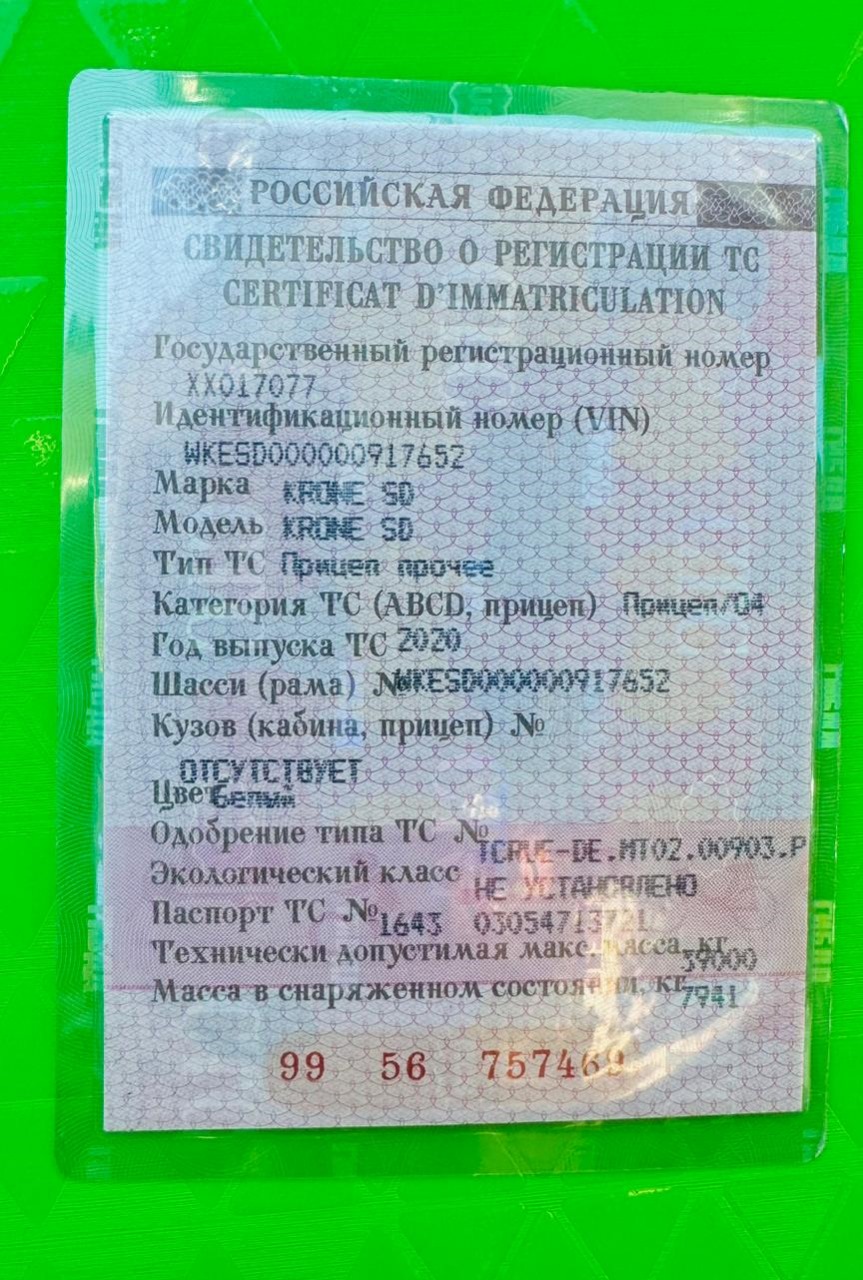 РОССИЙСКАЯ ФЕДЕРАЦИЯ
СВИДЕТЕЛЬСТВО О РЕГИСТРАЦИИ ТС
CERTIFICAT D'IMMATRICULATION
Государственный регистрационный номер
ХХ017077
Идентификационный номер (VIN)
WKESD000000917652
Марка KRONE SD
Модель KRONE SD
Тип ТС Прицеп прочее
Категория ТС (ABCD, прицеп) Прицеп/O4
Год выпуска ТС 2020
Шасси (рама) №WKESD000000917652
Кузов (кабина, прицеп) №
ОТСУТСТВУЕТ
Цвет Белый
Одобрение типа ТС № TCRUE-DE.MT02.00903.P
Экологический класс НЕ УСТАНОВЛЕНО
Паспорт ТС № 1643
Технически допустимая макс. масса, кг 39000
Масса в снаряженном состоянии, кг 7941
99 56 757469